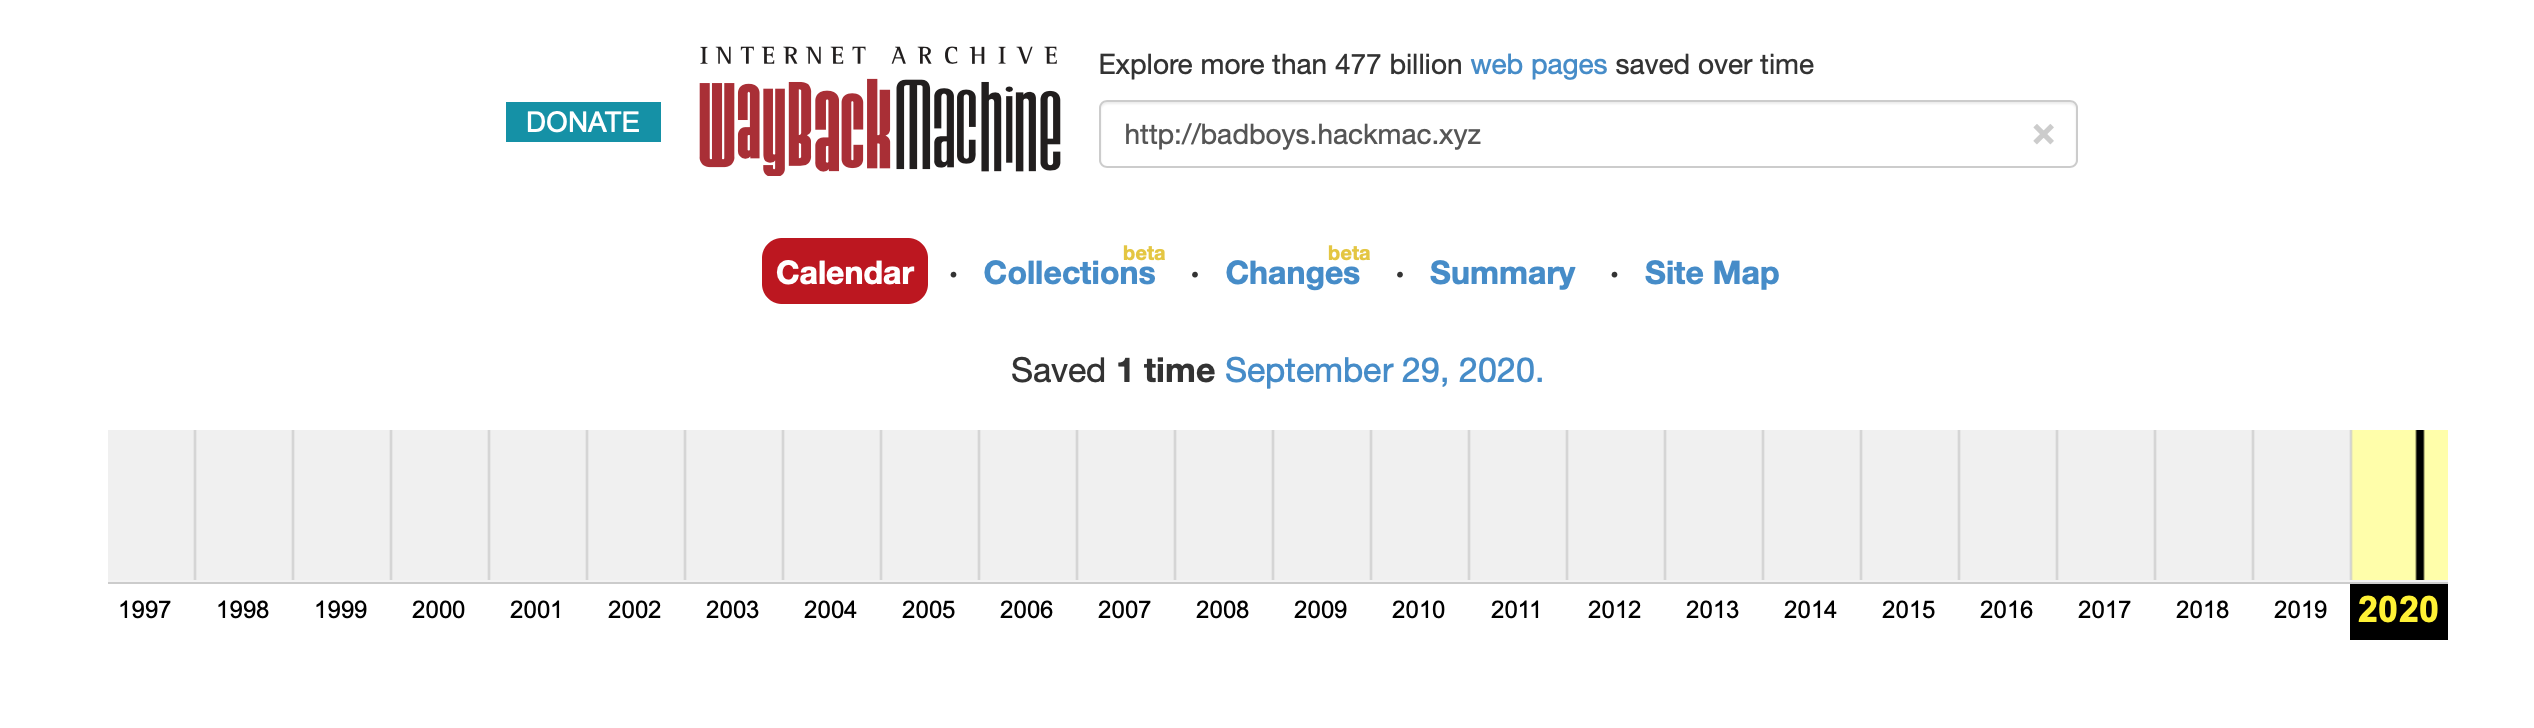 INTERNET ARCHIVE
WayBackMachine
DONATE
Explore more than 477 billion web pages saved over time
http://badboys.hackmac.xyz
Calendar · Collections beta · Changes beta · Summary · Site Map
Saved 1 time September 29, 2020.
1997 1998 1999 2000 2001 2002 2003 2004 2005 2006 2007 2008 2009 2010 2011 2012 2013 2014 2015 2016 2017 2018 2019 2020